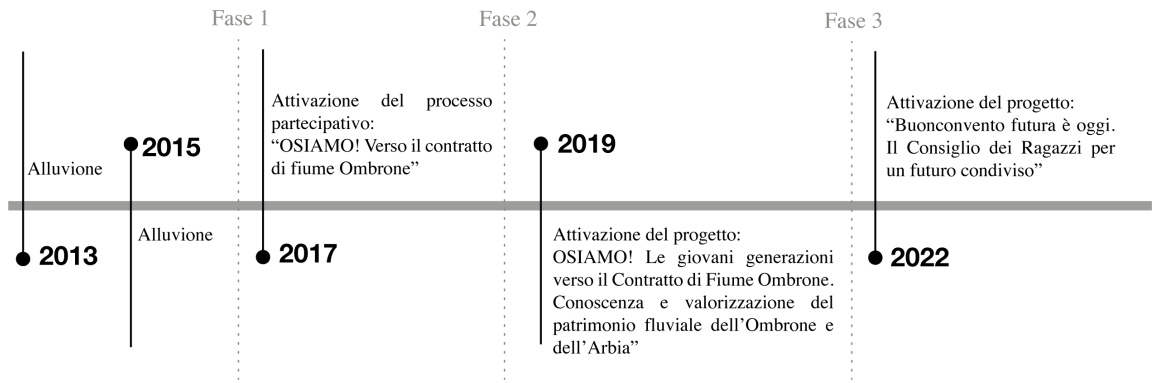 Fase 1
Fase 2
Fase 3
Alluvione
2013
2015
Alluvione
Attivazione del processo
partecipativo:
“OSIAMO! Verso il contratto
di fiume Ombrone”
2017
2019
Attivazione del progetto:
OSIAMO! Le giovani generazioni
verso il Contratto di Fiume Ombrone.
Conoscenza e valorizzazione del
patrimonio fluviale dell’Ombrone e
dell’Arbia”
Attivazione del progetto:
“Buonconvento futura è oggi.
Il Consiglio dei Ragazzi per
un futuro condiviso”
2022